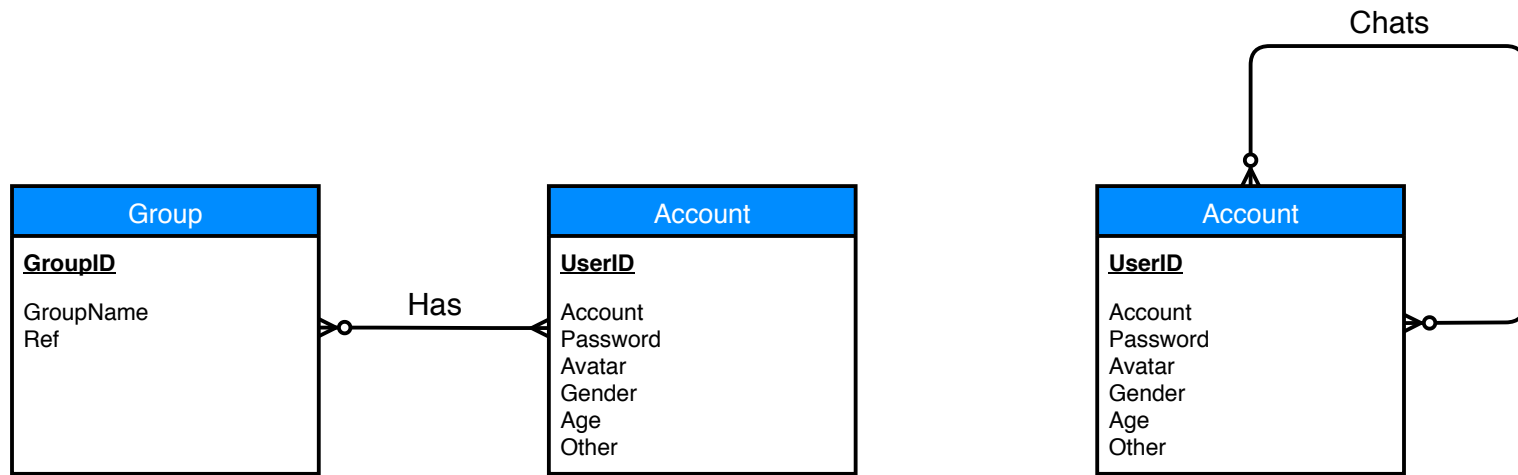 Chats
Group
GroupID
GroupName
Ref
Has
Account
UserID
Account
Password
Avatar
Gender
Age
Other
Account
UserID
Account
Password
Avatar
Gender
Age
Other